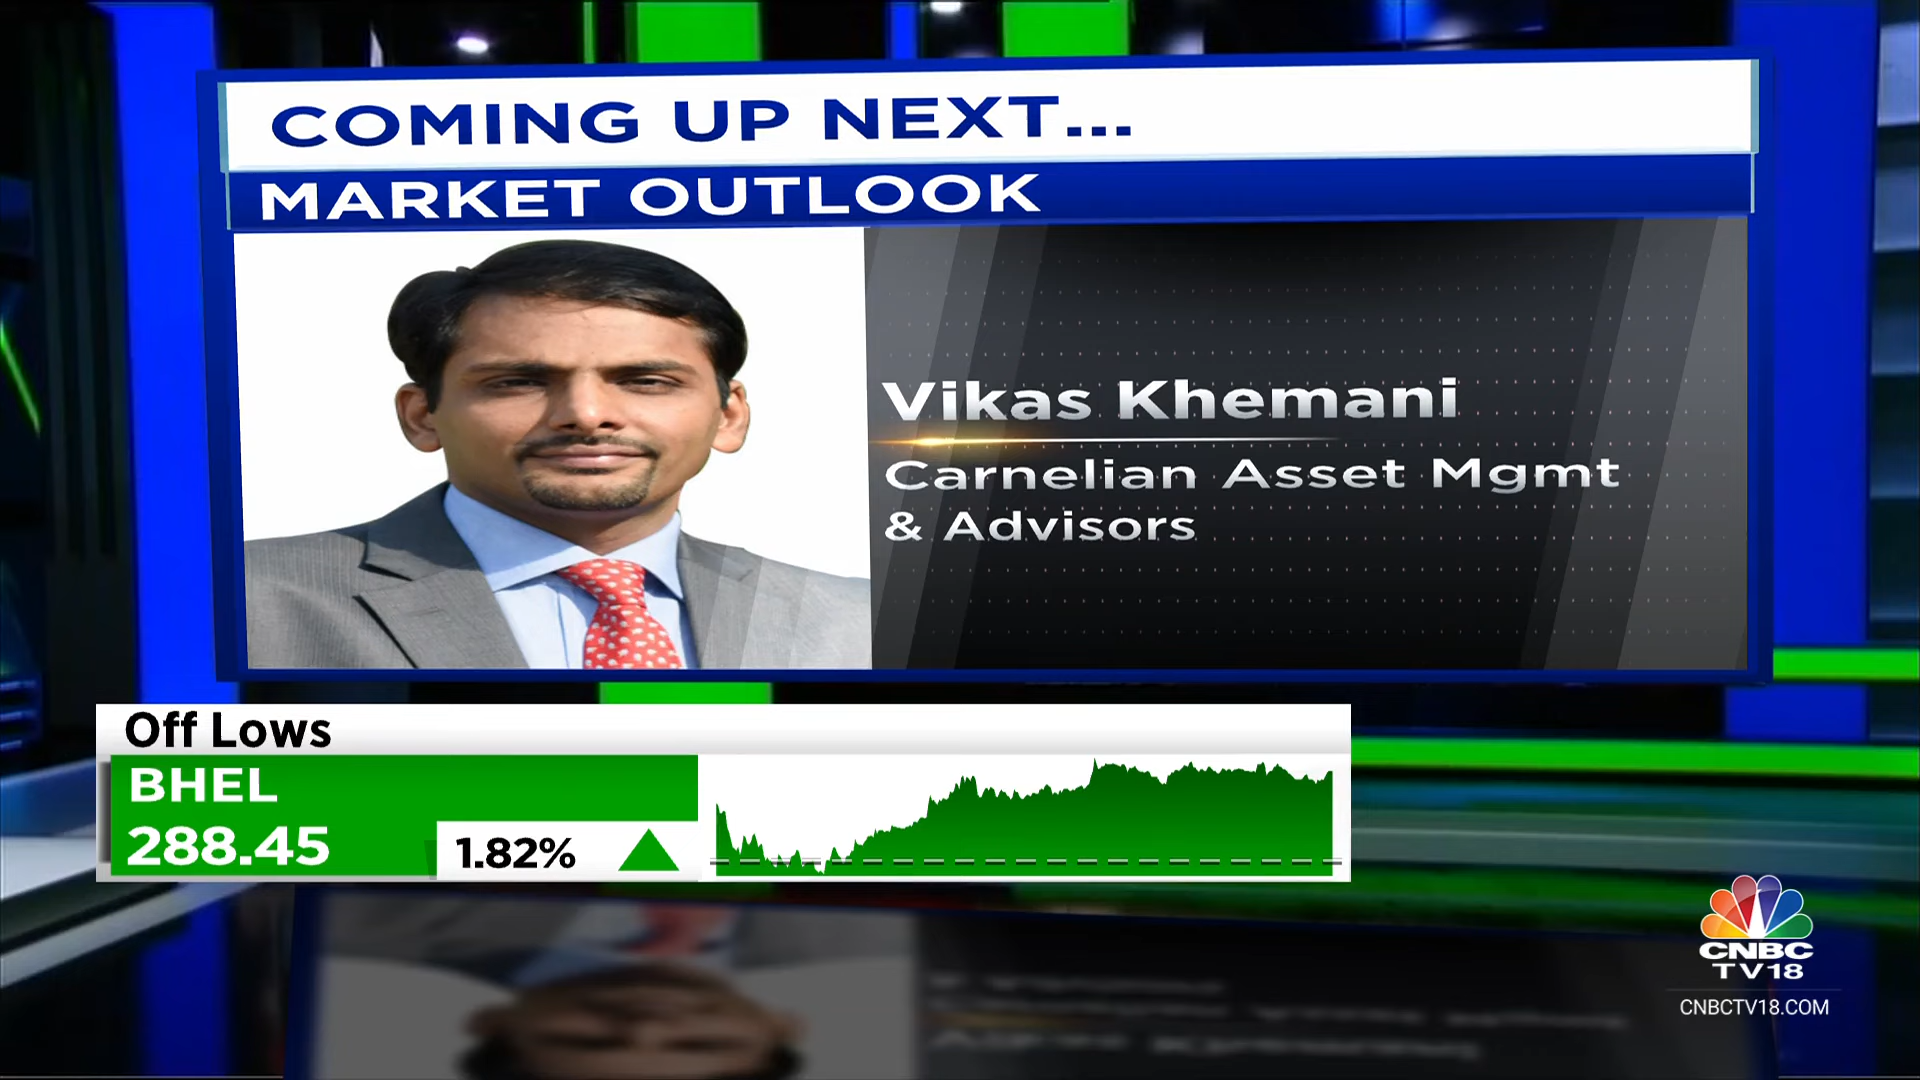 COMING UP NEXT...
MARKET OUTLOOK
Vikas Khemani
Carnelian Asset Mgmt
& Advisors
Off Lows
BHEL
288.45
1.82%
CNBC
TV18
CNBCTV18.COM